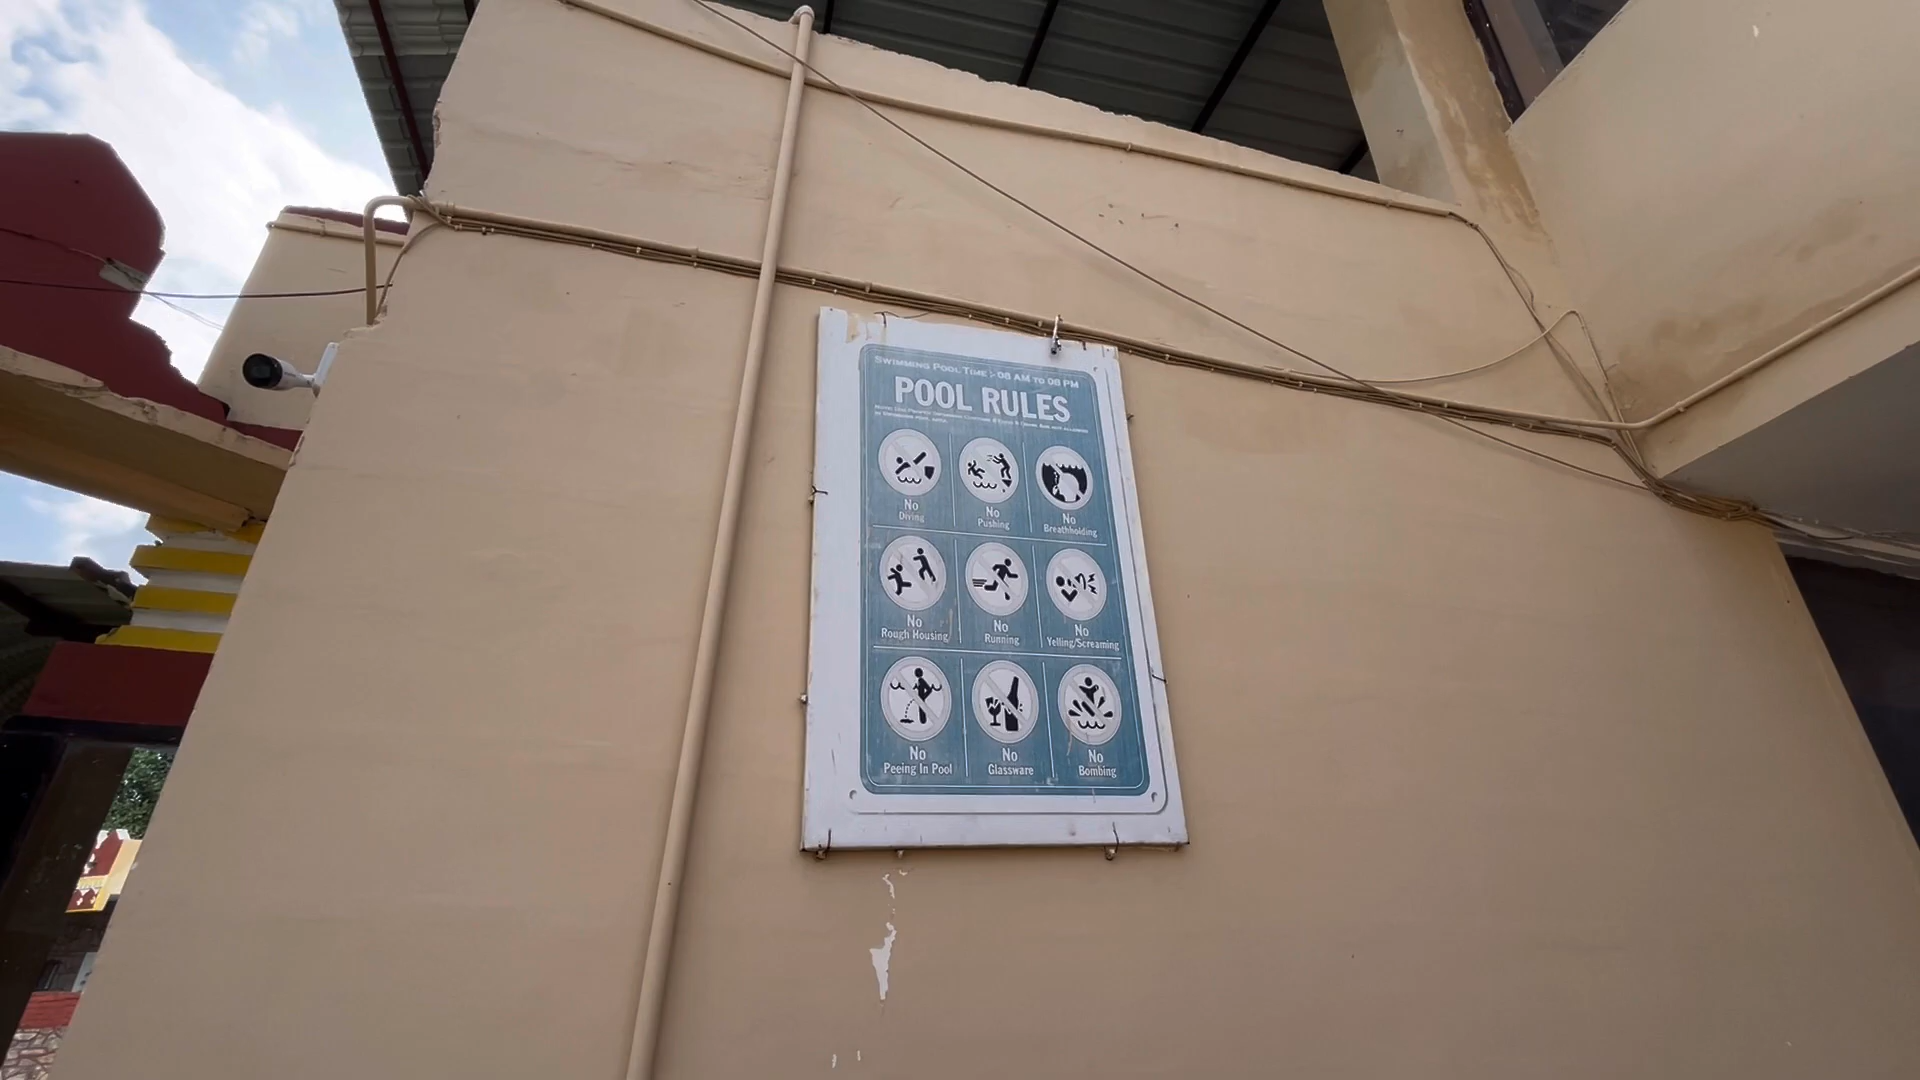 Swimming Pool Time :- 08 AM to 08 PM
POOL RULES
No
Diving
No
Pushing
No
Breathholding
No
Rough Housing
No
Running
No
Yelling/Screaming
No
Peeing In Pool
No
Glassware
No
Bombing